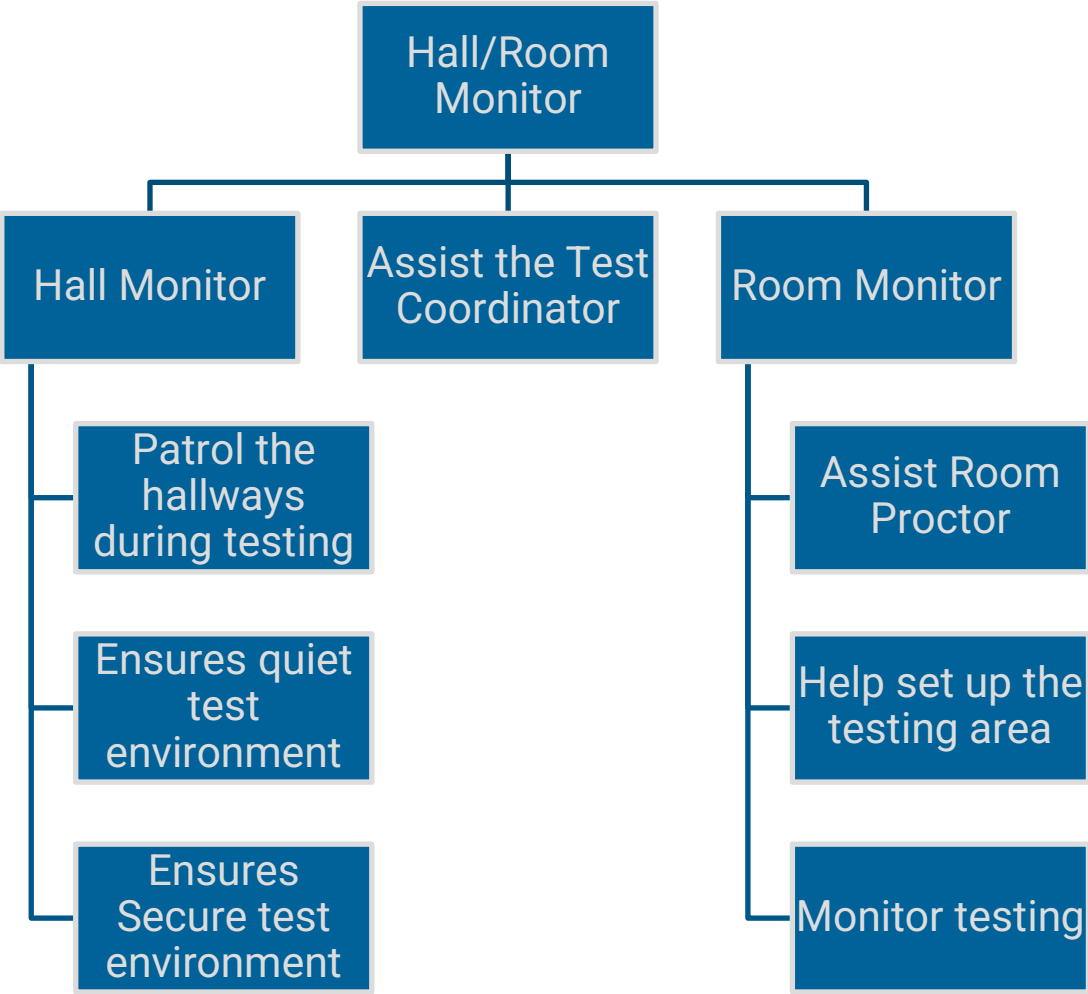 Hall/Room
Monitor
Hall Monitor
Assist the Test
Coordinator
Room Monitor
Patrol the
hallways
during testing
Ensures quiet
test
environment
Ensures
Secure test
environment
Assist Room
Proctor
Help set up the
testing area
Monitor testing